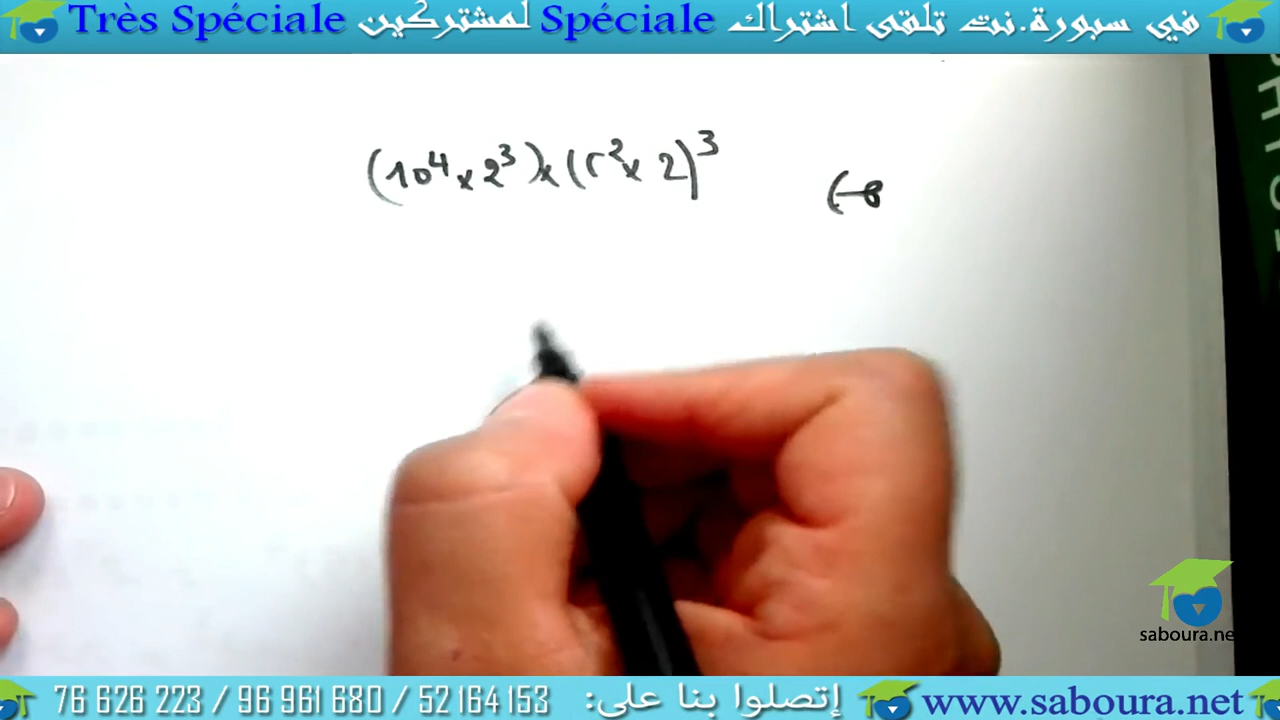 في سبورة.نت تلقى اشتراك Spéciale لمشتركين Très Spéciale
(10⁴ × 2³) × (5² × 2)³ (-8
saboura.ne
76 626 223 / 96 961 680 / 52 164 153 إتصلوا بنا على: www.saboura.net